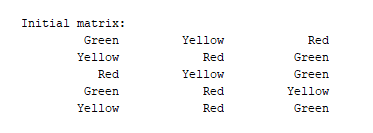 Initial matrix:
Green Yellow Red
Yellow Red Green
Red Yellow Green
Green Red Yellow
Yellow Red Green